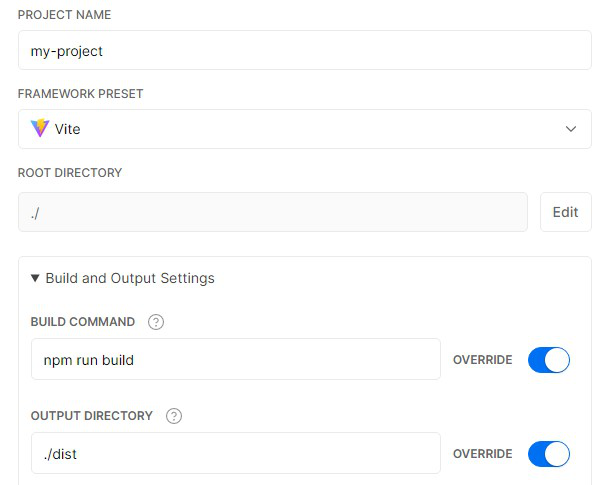 PROJECT NAME
my-project
FRAMEWORK PRESET
Vite
ROOT DIRECTORY
./
Edit
▼ Build and Output Settings
BUILD COMMAND ?
npm run build
OVERRIDE
OUTPUT DIRECTORY ?
./dist
OVERRIDE